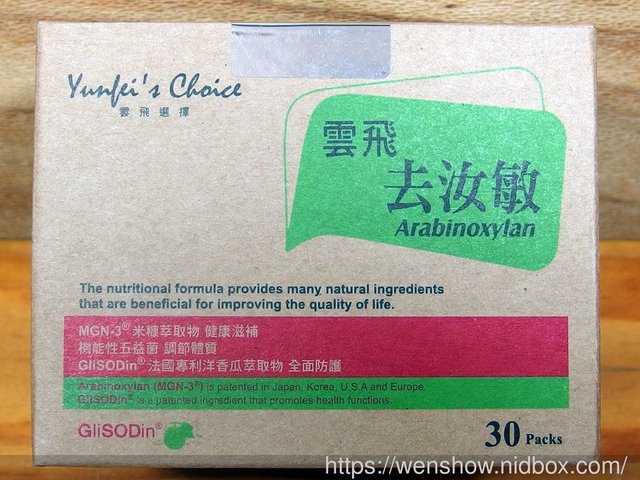 Yunfei's Choice
雲飛選擇
雲飛
去汝敏
Arabinoxylan
The nutritional formula provides many natural ingredients
that are beneficial for improving the quality of life.
MGN-3® 米糠萃取物 健康滋補
機能性五益菌 調節體質
GliSODin® 法國專利洋香瓜萃取物 全面防護
Arabinoxylan (MGN-3®) is patented in Japan, Korea, U.S.A and Europe.
GliSODin® is a patented ingredient that promotes health functions.
GliSODin®
30 Packs
https://wenshow.nidbox.com/